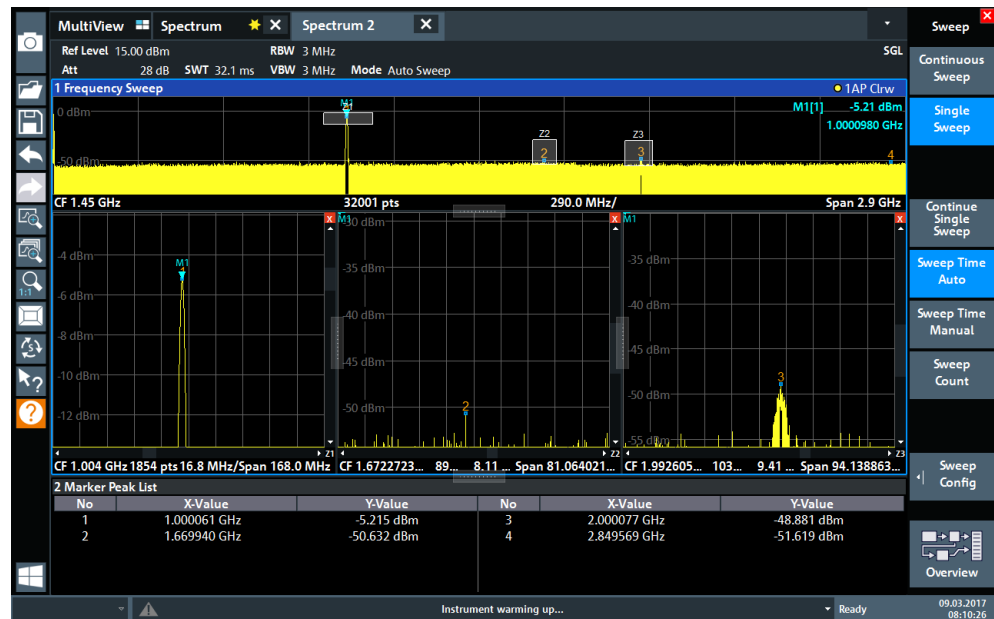 MultiView Spectrum Spectrum 2
Ref Level 15.00 dBm RBW 3 MHz SGL
Att 28 dB SWT 32.1 ms VBW 3 MHz Mode Auto Sweep
1 Frequency Sweep 1AP Clrw
0 dBm M1 M1[1] -5.21 dBm
1.0000980 GHz
Z2 Z3
2 3 4
-50 dBm
CF 1.45 GHz 32001 pts 290.0 MHz/ Span 2.9 GHz
M1 M1
-4 dBm
M1
-6 dBm
-8 dBm
-10 dBm
-12 dBm
-30 dBm
-35 dBm
-40 dBm
-45 dBm
-50 dBm
2
-35 dBm
-40 dBm
-45 dBm
-50 dBm
-55 dBm
3
Z1 Z2 Z3
CF 1.004 GHz 1854 pts 16.8 MHz/ Span 168.0 MHz
CF 1.6722723... 89... 8.11 ... Span 81.064021...
CF 1.992605... 103... 9.41 ... Span 94.138863...
2 Marker Peak List
No X-Value Y-Value No X-Value Y-Value
1 1.000061 GHz -5.215 dBm 3 2.000077 GHz -48.881 dBm
2 1.669940 GHz -50.632 dBm 4 2.849569 GHz -51.619 dBm
Instrument warming up... Ready 09.03.2017
08:10:26
1:1
Sweep
Continuous
Sweep
Single
Sweep
Continue
Single
Sweep
Sweep Time
Auto
Sweep Time
Manual
Sweep
Count
Sweep
Config
Overview